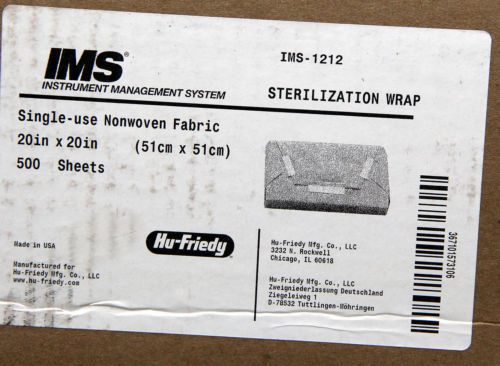 IMS®
INSTRUMENT MANAGEMENT SYSTEM
IMS-1212
STERILIZATION WRAP
Single-use Nonwoven Fabric
20in x 20in (51cm x 51cm)
500 Sheets
Made in USA
Manufactured for
Hu-Friedy Mfg. Co., LLC
www.hu-friedy.com
Hu-Friedy
Hu-Friedy Mfg. Co., LLC
3232 N. Rockwell
Chicago, IL 60618
Hu-Friedy Mfg. Co., LLC
Zweigniederlassung Deutschland
Ziegeleiweg 1
D-78532 Tuttlingen-Möhringen
367101573106